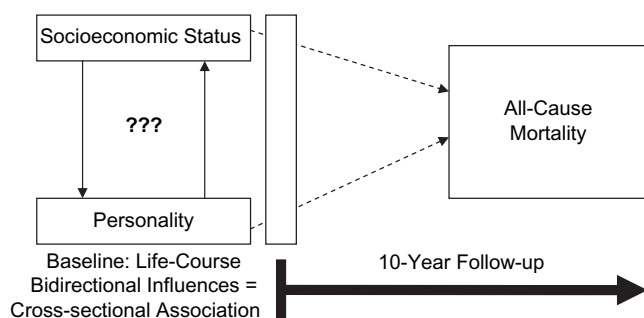 Socioeconomic Status
???
Personality
All-Cause
Mortality
Baseline: Life-Course
Bidirectional Influences =
Cross-sectional Association
10-Year Follow-up